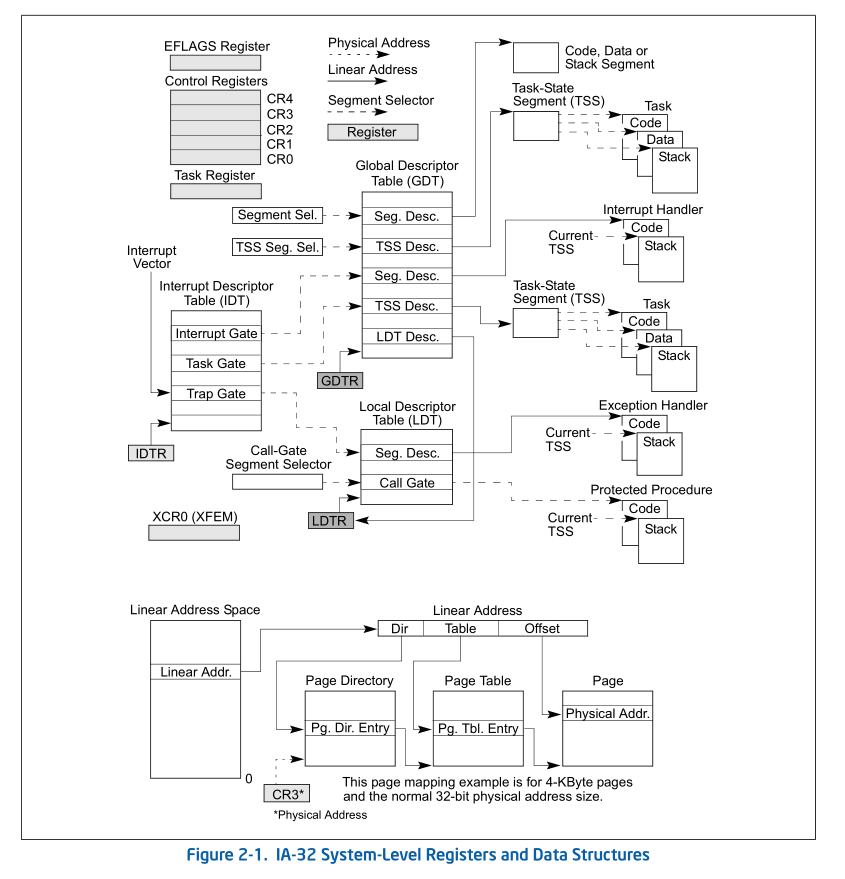 EFLAGS Register
Control Registers
CR4
CR3
CR2
CR1
CR0
Task Register
Physical Address
Linear Address
Segment Selector
Register
Global Descriptor
Table (GDT)
Segment Sel.
Seg. Desc.
TSS Seg. Sel.
TSS Desc.
Seg. Desc.
TSS Desc.
LDT Desc.
GDTR
Code, Data or
Stack Segment
Task-State
Segment (TSS)
Task
Code
Data
Stack
Interrupt Handler
Code
Current
TSS
Stack
Task-State
Segment (TSS)
Task
Code
Data
Stack
Interrupt
Vector
Interrupt Descriptor
Table (IDT)
Interrupt Gate
Task Gate
Trap Gate
IDTR
Local Descriptor
Table (LDT)
Call-Gate
Segment Selector
Seg. Desc.
Call Gate
LDTR
XCR0 (XFEM)
Exception Handler
Code
Current
TSS
Stack
Protected Procedure
Code
Current
TSS
Stack
Linear Address Space
Linear Addr.
0
Linear Address
Dir
Table
Offset
Page Directory
Pg. Dir. Entry
Page Table
Pg. Tbl. Entry
Page
Physical Addr.
CR3*
*Physical Address
This page mapping example is for 4-KByte pages
and the normal 32-bit physical address size.
Figure 2-1. IA-32 System-Level Registers and Data Structures